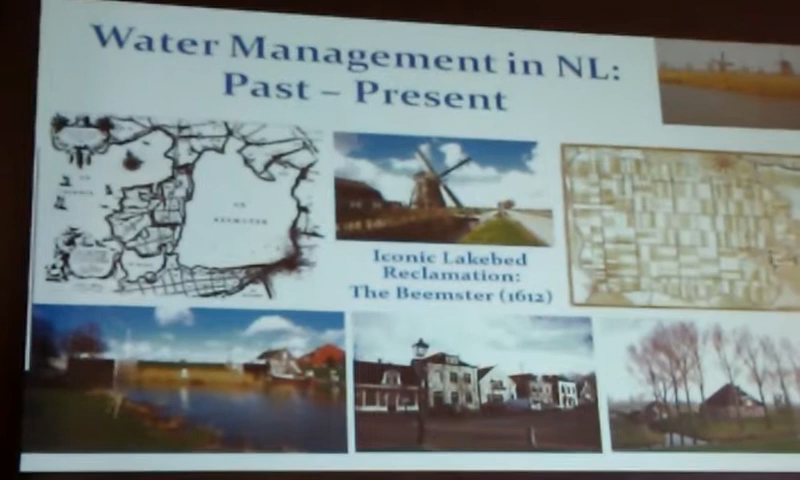 Water Management in NL:
Past – Present
Iconic Lakebed
Reclamation:
The Beemster (1612)